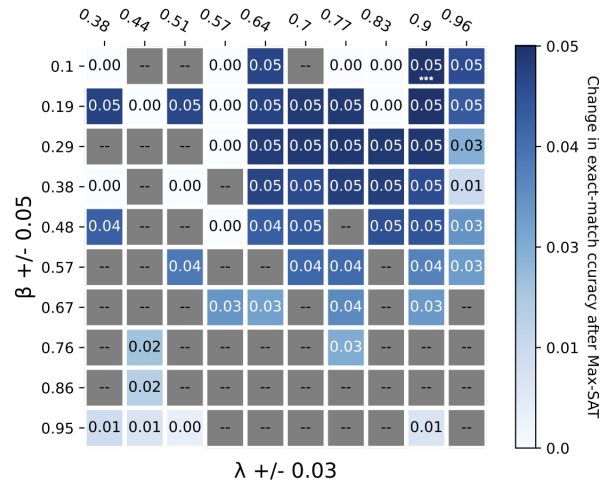 0.38 0.44 0.51 0.57 0.64 0.7 0.77 0.83 0.9 0.96
0.1 0.00 -- -- 0.00 0.05 -- 0.00 0.00 0.05 0.05
***
0.19 0.05 0.00 0.05 0.00 0.05 0.05 0.05 0.00 0.05 0.05
0.29 -- -- -- 0.00 0.05 0.05 0.05 0.05 0.05 0.03
0.38 0.00 -- 0.00 -- 0.05 0.05 0.05 0.05 0.05 0.01
0.48 0.04 -- -- 0.00 0.04 0.05 -- 0.05 0.05 0.03
0.57 -- -- 0.04 -- -- 0.04 0.04 -- 0.04 0.03
0.67 -- -- -- 0.03 0.03 -- 0.04 -- 0.03 --
0.76 -- 0.02 -- -- -- -- 0.03 -- -- --
0.86 -- 0.02 -- -- -- -- -- -- -- --
0.95 0.01 0.01 0.00 -- -- -- -- -- 0.01 --
β +/- 0.05
λ +/- 0.03
0.05
0.04
0.03
0.01
0.0
Change in exact-match ccuracy after Max-SAT